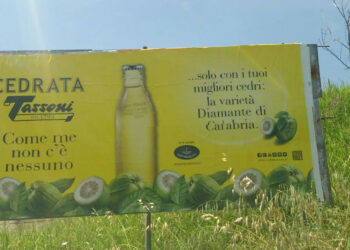 CEDRATA
Tassoni
Come me
non c'è
nessuno
...solo con i tuoi
migliori cedri:
la varietà
Diamante di
Calabria.